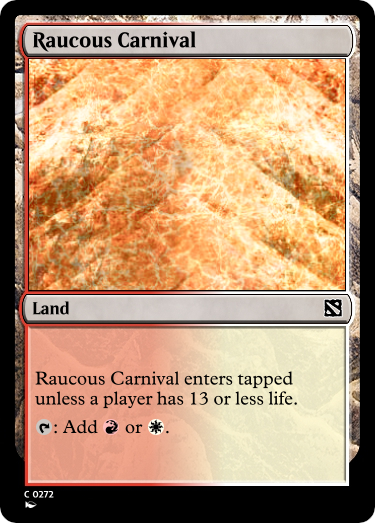 Raucous Carnival
Land
Raucous Carnival enters tapped
unless a player has 13 or less life.
: Add or .
C 0272